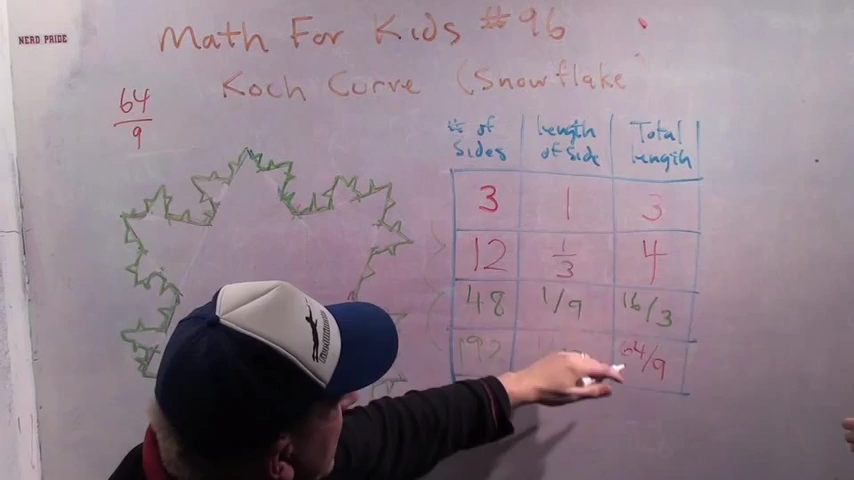 NERD PRIDE
Math For Kids #96
Koch Curve (Snowflake
64/9
# of Sides | length of side | Total length
3 | 1 | 3
12 | 1/3 | 4
48 | 1/9 | 16/3
192 | 64/9